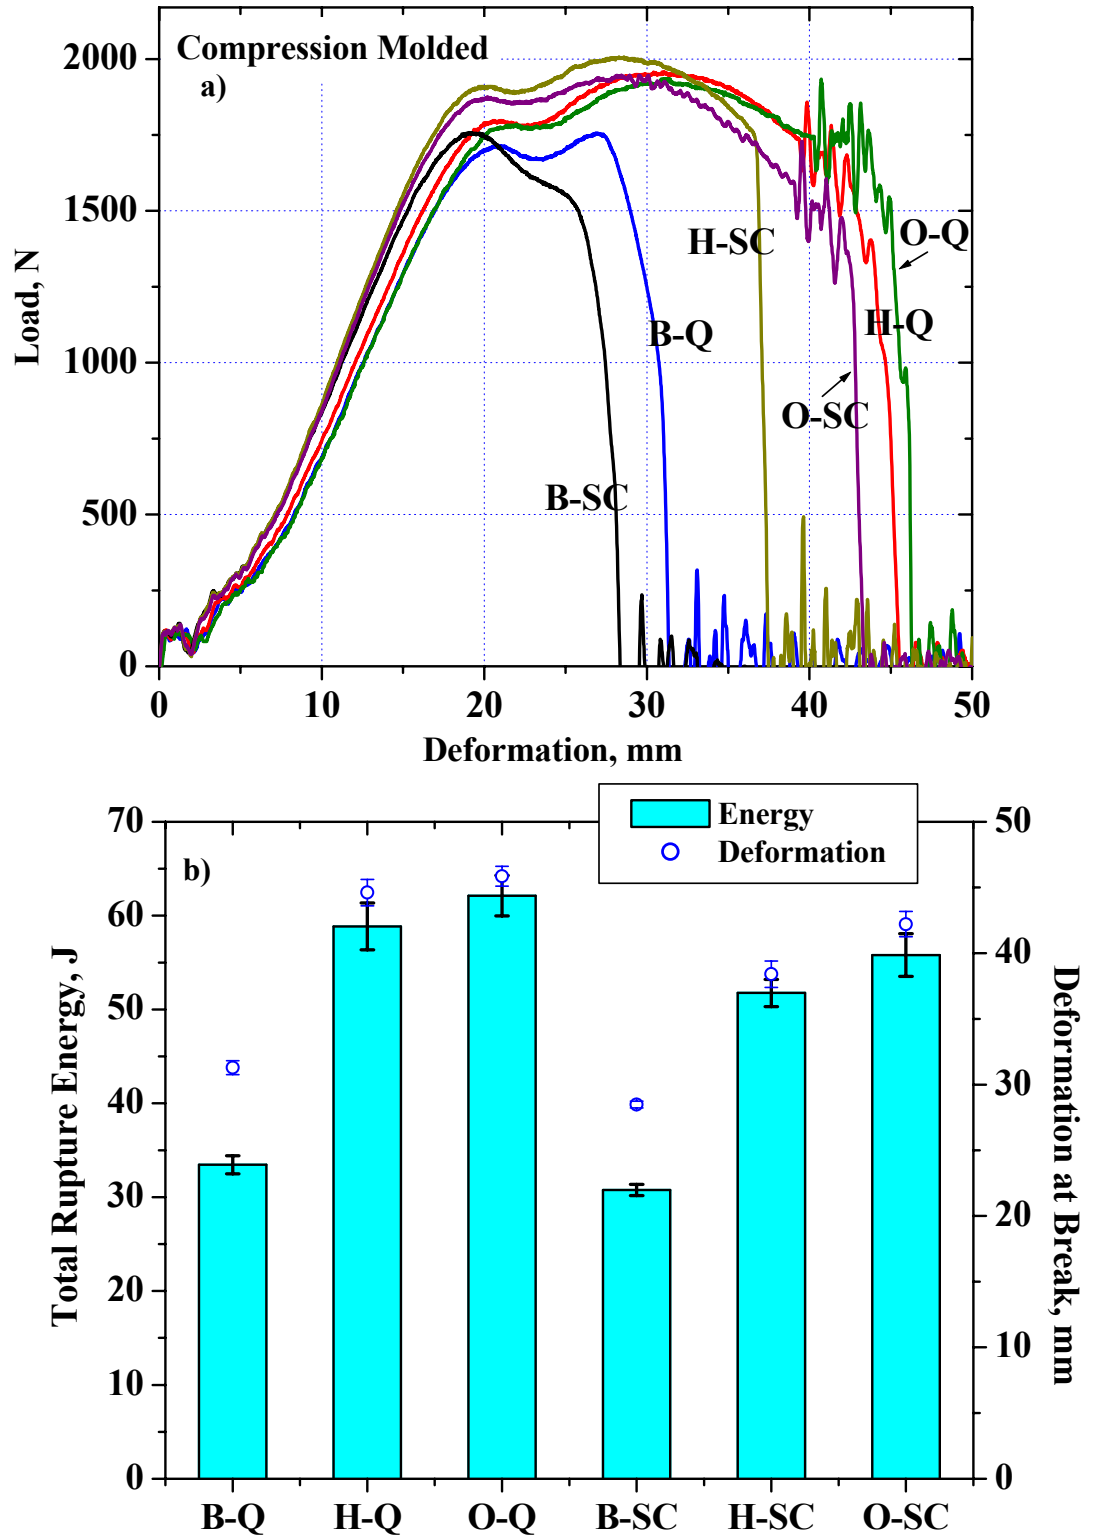 Compression Molded
a)
2000
1500
1000
500
0
Load, N
H-SC
O-Q
B-Q
H-Q
O-SC
B-SC
0 10 20 30 40 50
Deformation, mm
Energy
Deformation
b)
70
60
50
40
30
20
10
0
Total Rupture Energy, J
50
40
30
20
10
0
Deformation at Break, mm
B-Q H-Q O-Q B-SC H-SC O-SC